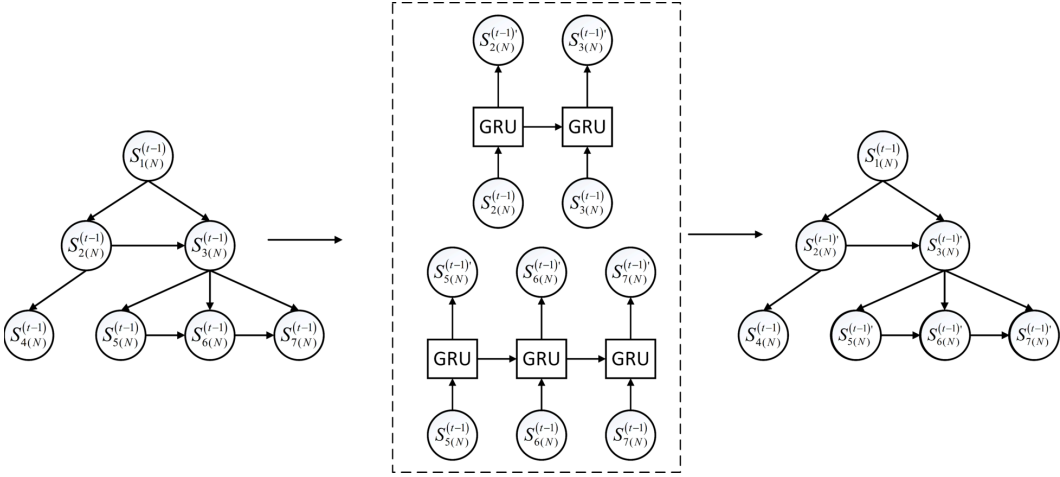 S_{1(N)}^{(t-1)}
S_{2(N)}^{(t-1)} S_{3(N)}^{(t-1)}
S_{4(N)}^{(t-1)} S_{5(N)}^{(t-1)} S_{6(N)}^{(t-1)} S_{7(N)}^{(t-1)}
S_{2(N)}^{(t-1)'} S_{3(N)}^{(t-1)'}
GRU GRU
S_{2(N)}^{(t-1)} S_{3(N)}^{(t-1)}
S_{5(N)}^{(t-1)'} S_{6(N)}^{(t-1)'} S_{7(N)}^{(t-1)'}
GRU GRU GRU
S_{5(N)}^{(t-1)} S_{6(N)}^{(t-1)} S_{7(N)}^{(t-1)}
S_{1(N)}^{(t-1)}
S_{2(N)}^{(t-1)'} S_{3(N)}^{(t-1)'}
S_{4(N)}^{(t-1)} S_{5(N)}^{(t-1)'} S_{6(N)}^{(t-1)'} S_{7(N)}^{(t-1)'}